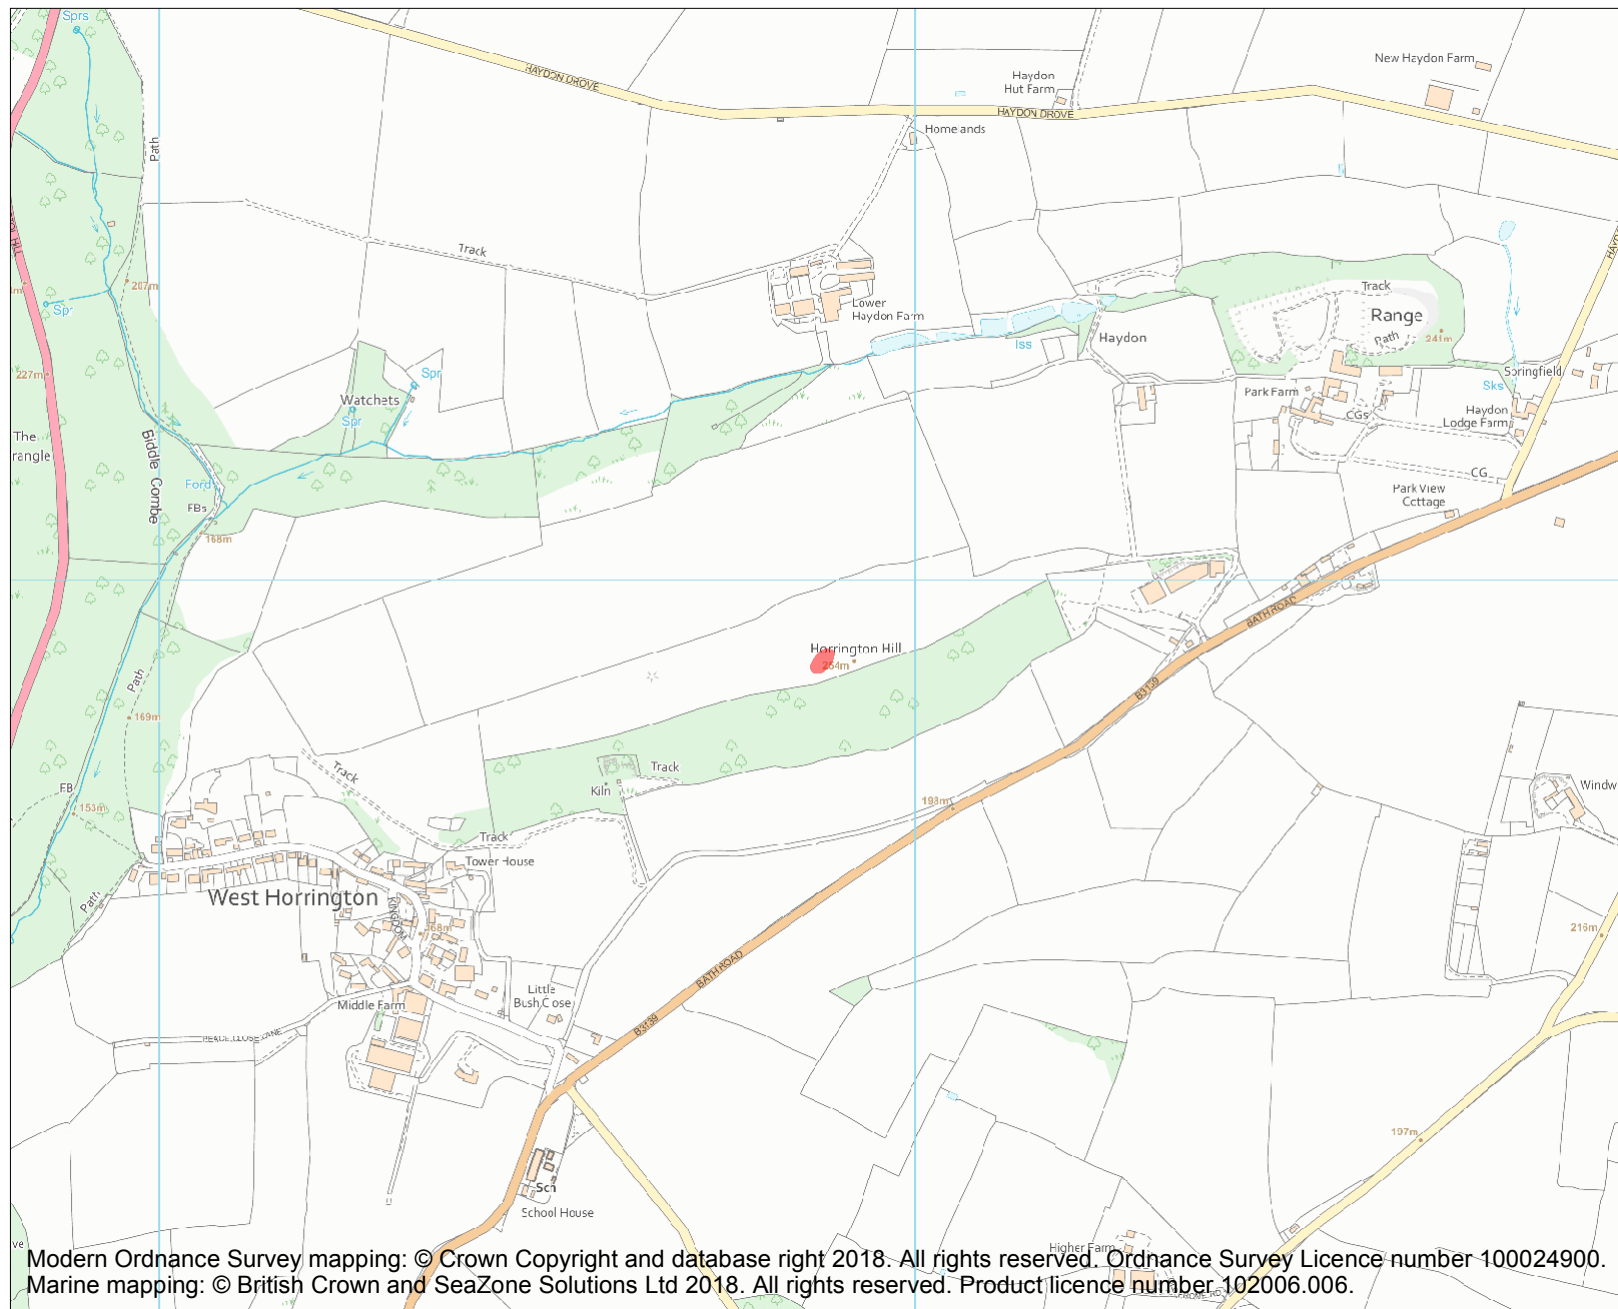 Sprs
HAYDON DROVE
New Haydon Farm
Haydon
Hut Farm
HAYDON DROVE
Homelands
Path
Track
207m
Spr
Lower
Haydon Farm
Iss
Haydon
Track
Range
Path
241m
227m
Spr
Watchets
Spr
Park Farm
CGs
Springfield
Sks
Haydon
Lodge Farm
The
Biddle Combe
Ford
FBs
168m
CG
Park View
Cottage
BATH ROAD
Horrington Hill
264m
Path
B3139
169m
Track
Track
Kiln
FB
153m
193m
Track
Tower House
Path
West Horrington
KINGDOM
216m
BATH ROAD
Little
Bush Close
Middle Farm
B3139
197m
Sch
School House
Higher Farm
Modern Ordnance Survey mapping: © Crown Copyright and database right 2018. All rights reserved. Ordnance Survey Licence number 100024900.
Marine mapping: © British Crown and SeaZone Solutions Ltd 2018. All rights reserved. Product licence number 102006.006.